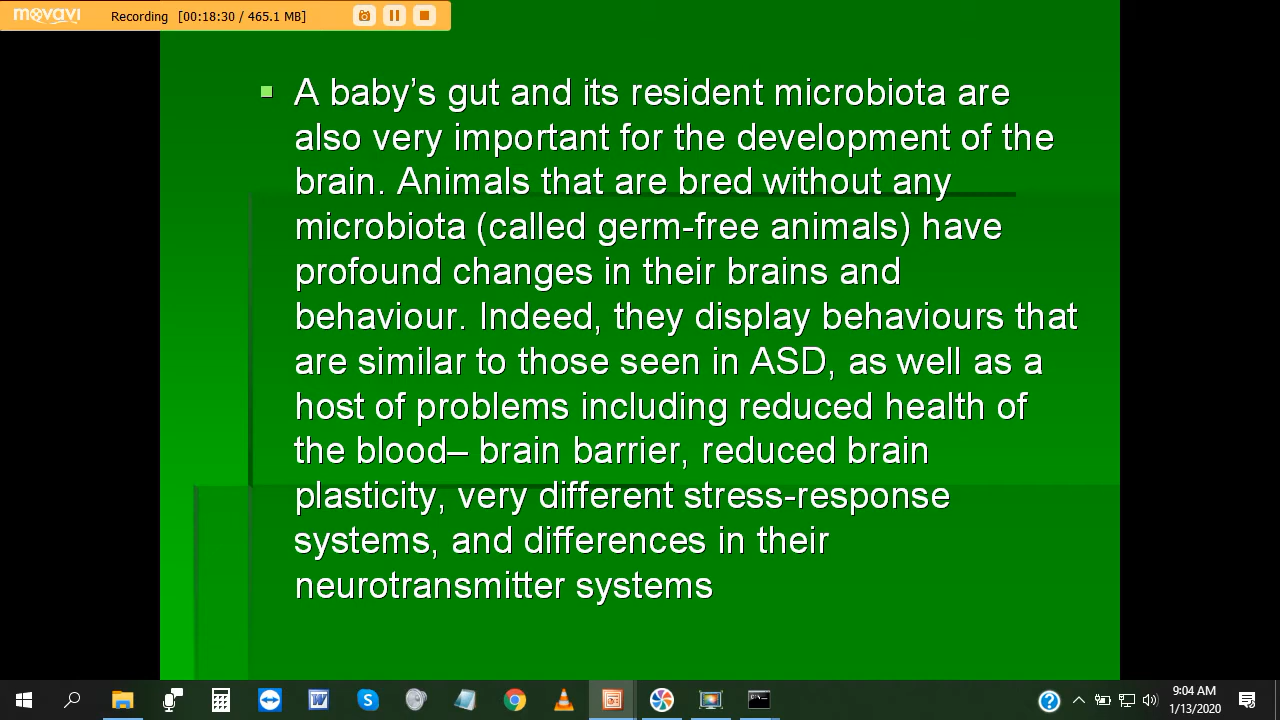 movavi Recording [00:18:30 / 465.1 MB]
A baby’s gut and its resident microbiota are
also very important for the development of the
brain. Animals that are bred without any
microbiota (called germ-free animals) have
profound changes in their brains and
behaviour. Indeed, they display behaviours that
are similar to those seen in ASD, as well as a
host of problems including reduced health of
the blood– brain barrier, reduced brain
plasticity, very different stress-response
systems, and differences in their
neurotransmitter systems
9:04 AM
1/13/2020